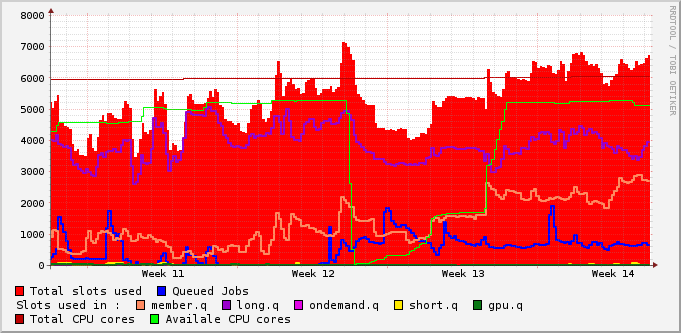 RRDTOOL / TOBI OETIKER
8000
7000
6000
5000
4000
3000
2000
1000
0
Week 11 Week 12 Week 13 Week 14
Total slots used Queued Jobs
Slots used in : member.q long.q ondemand.q short.q gpu.q
Total CPU cores Availale CPU cores